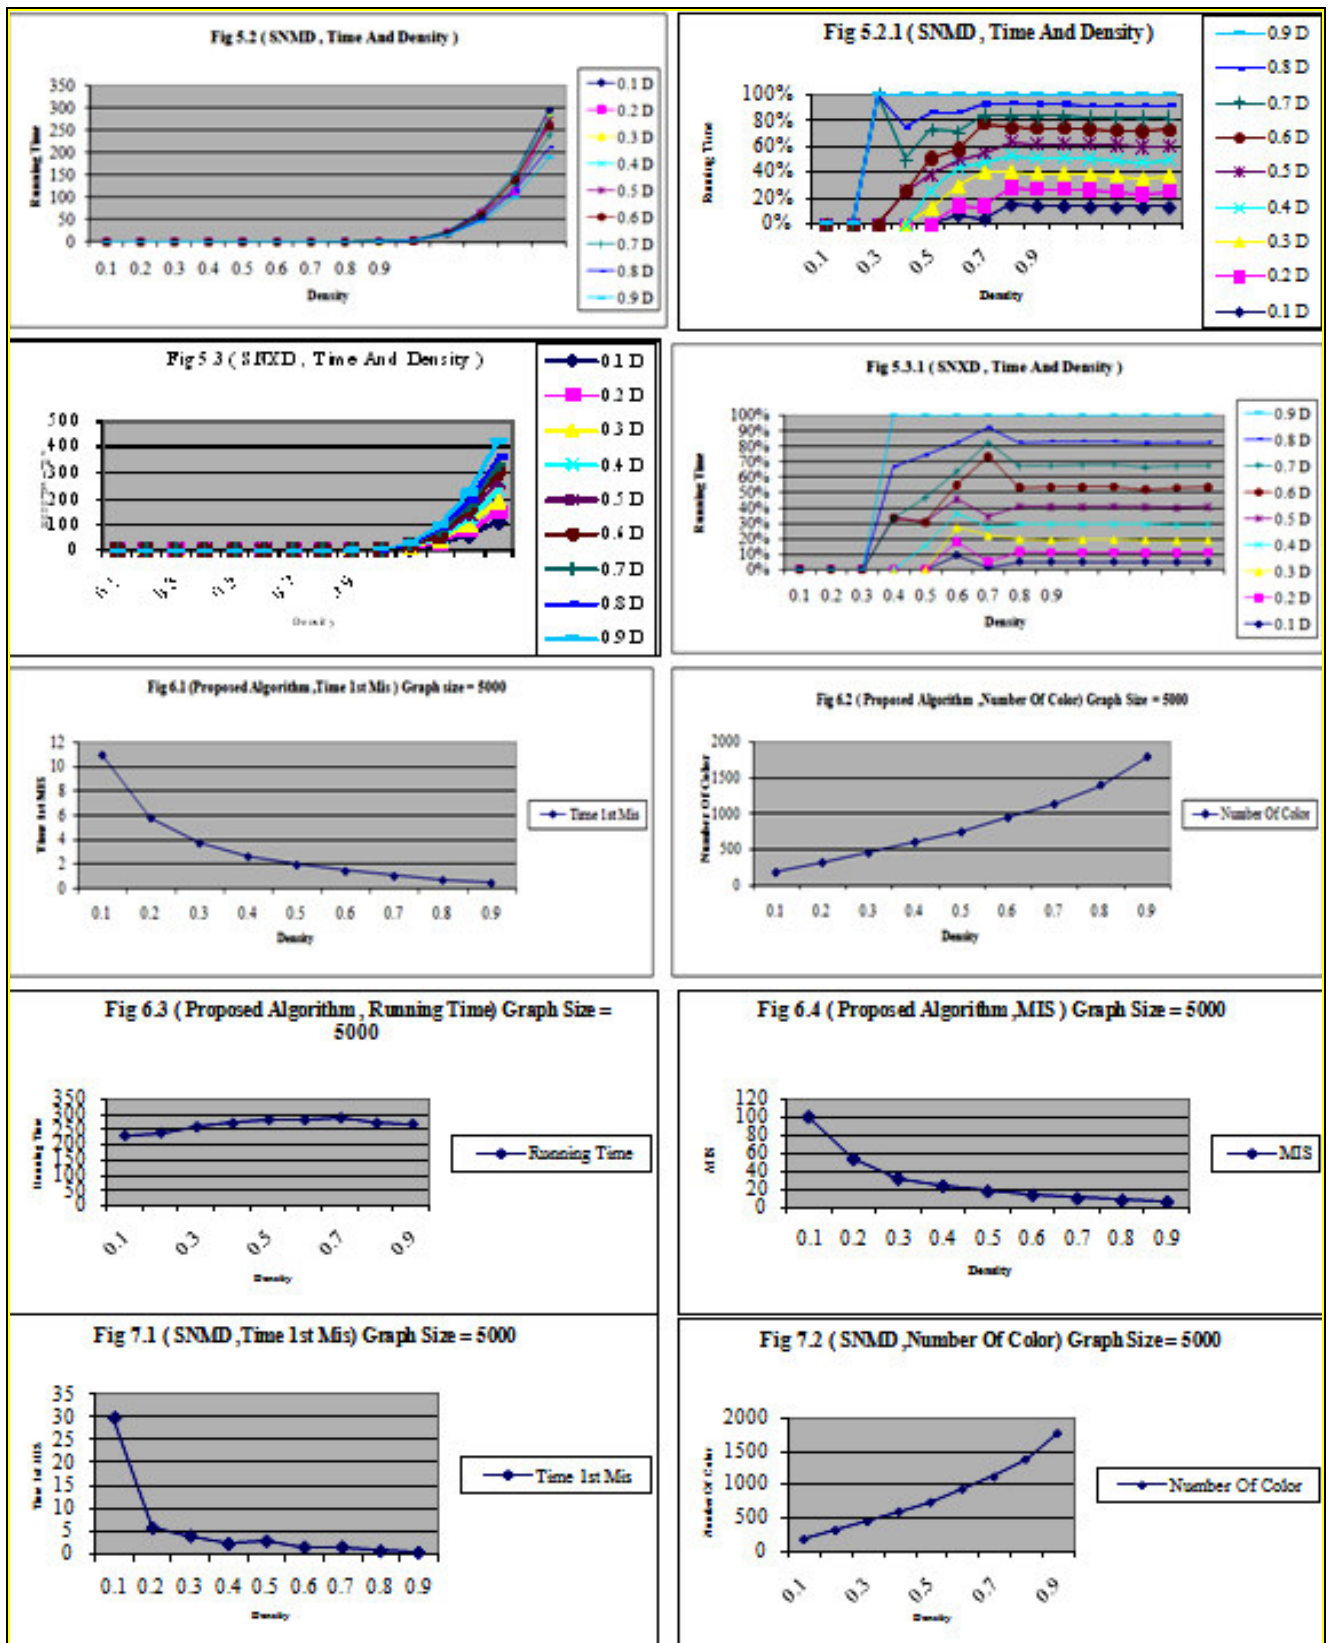 Fig 5.2 ( SNMD , Time And Density )
350
300
250
200
150
100
50
0
Running Time
0.1 0.2 0.3 0.4 0.5 0.6 0.7 0.8 0.9
Density
0.1 D
0.2 D
0.3 D
0.4 D
0.5 D
0.6 D
0.7 D
0.8 D
0.9 D
Fig 5.2.1 ( SNMD , Time And Density)
100%
80%
60%
40%
20%
0%
Running Time
0.1 0.3 0.5 0.7 0.9
Density
0.9 D
0.8 D
0.7 D
0.6 D
0.5 D
0.4 D
0.3 D
0.2 D
0.1 D
Fig 5.3 ( SNXD , Time And Density )
500
400
300
200
100
0
Density
0.1 D
0.2 D
0.3 D
0.4 D
0.5 D
0.6 D
0.7 D
0.8 D
0.9 D
Fig 5.3.1 ( SNXD , Time And Density )
100%
90%
80%
70%
60%
50%
40%
30%
20%
10%
0%
Running Time
0.1 0.2 0.3 0.4 0.5 0.6 0.7 0.8 0.9
Density
0.9 D
0.8 D
0.7 D
0.6 D
0.5 D
0.4 D
0.3 D
0.2 D
0.1 D
Fig 6.1 (Proposed Algorithm ,Time 1st Mis ) Graph size = 5000
12
10
8
6
4
2
0
Time 1st MIS
0.1 0.2 0.3 0.4 0.5 0.6 0.7 0.8 0.9
Density
Time 1st Mis
Fig 6.2 ( Proposed Algorithm ,Number Of Color) Graph Size = 5000
2000
1500
1000
500
0
Number Of Color
0.1 0.2 0.3 0.4 0.5 0.6 0.7 0.8 0.9
Density
Number Of Color
Fig 6.3 ( Proposed Algorithm , Running Time) Graph Size =
5000
350
300
250
200
150
100
50
0
Running Time
0.1 0.3 0.5 0.7 0.9
Density
Running Time
Fig 6.4 ( Proposed Algorithm ,MIS ) Graph Size = 5000
120
100
80
60
40
20
0
MIS
0.1 0.2 0.3 0.4 0.5 0.6 0.7 0.8 0.9
Density
MIS
Fig 7.1 ( SNMD ,Time 1st Mis) Graph Size = 5000
35
30
25
20
15
10
5
0
Time 1st MIS
0.1 0.2 0.3 0.4 0.5 0.6 0.7 0.8 0.9
Density
Time 1st Mis
Fig 7.2 ( SNMD ,Number Of Color) Graph Size = 5000
2000
1500
1000
500
0
Number Of Color
0.1 0.3 0.5 0.7 0.9
Density
Number Of Color